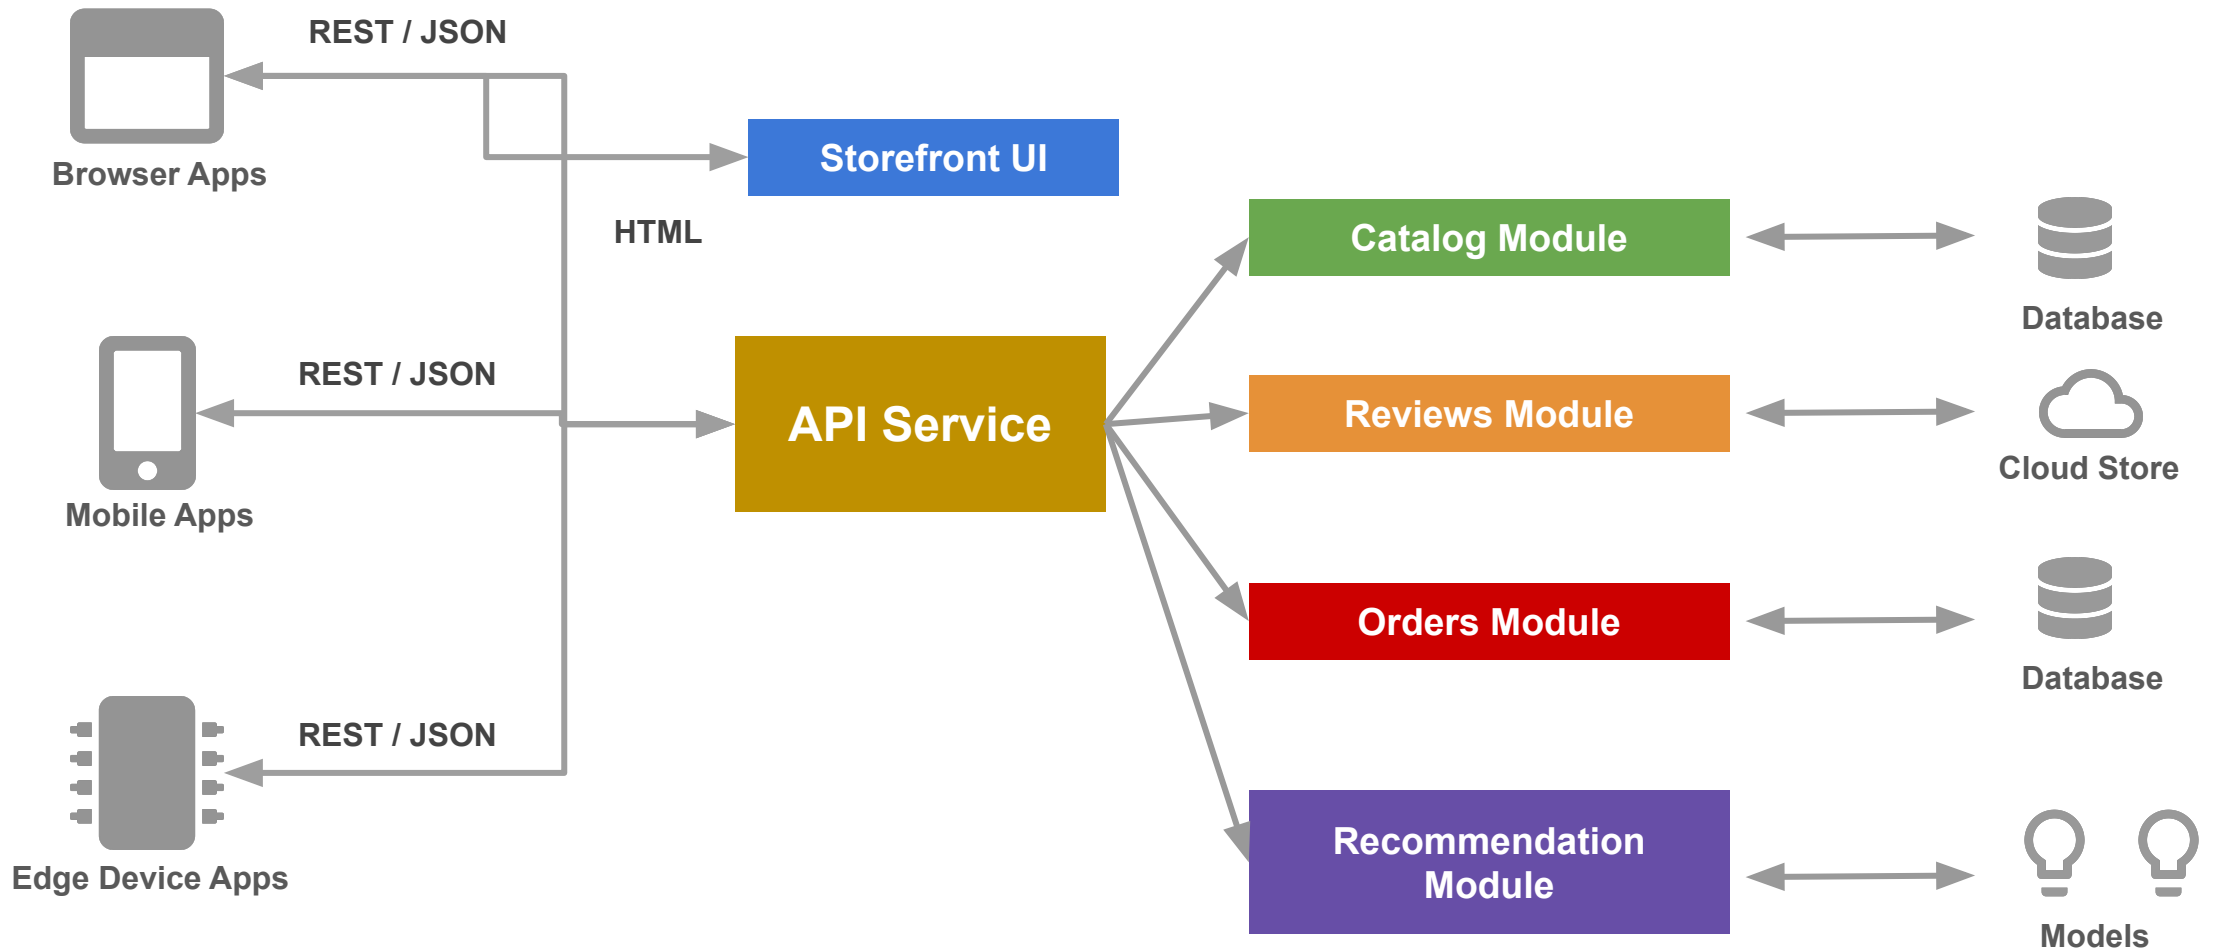 REST / JSON
Browser Apps
Storefront UI
HTML
Catalog Module
Database
REST / JSON
Mobile Apps
API Service
Reviews Module
Cloud Store
Orders Module
Database
REST / JSON
Edge Device Apps
Recommendation
Module
Models